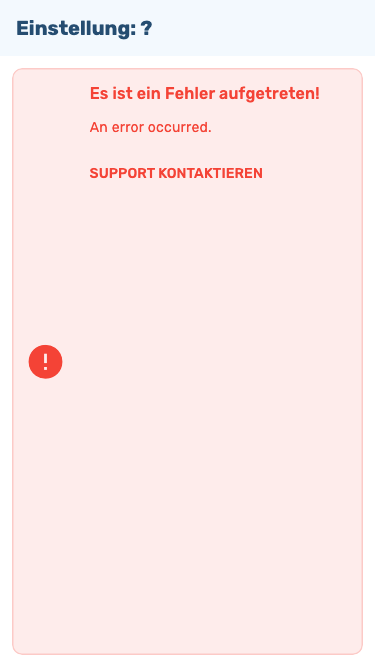 Einstellung: ?
Es ist ein Fehler aufgetreten!
An error occurred.
SUPPORT KONTAKTIEREN
!